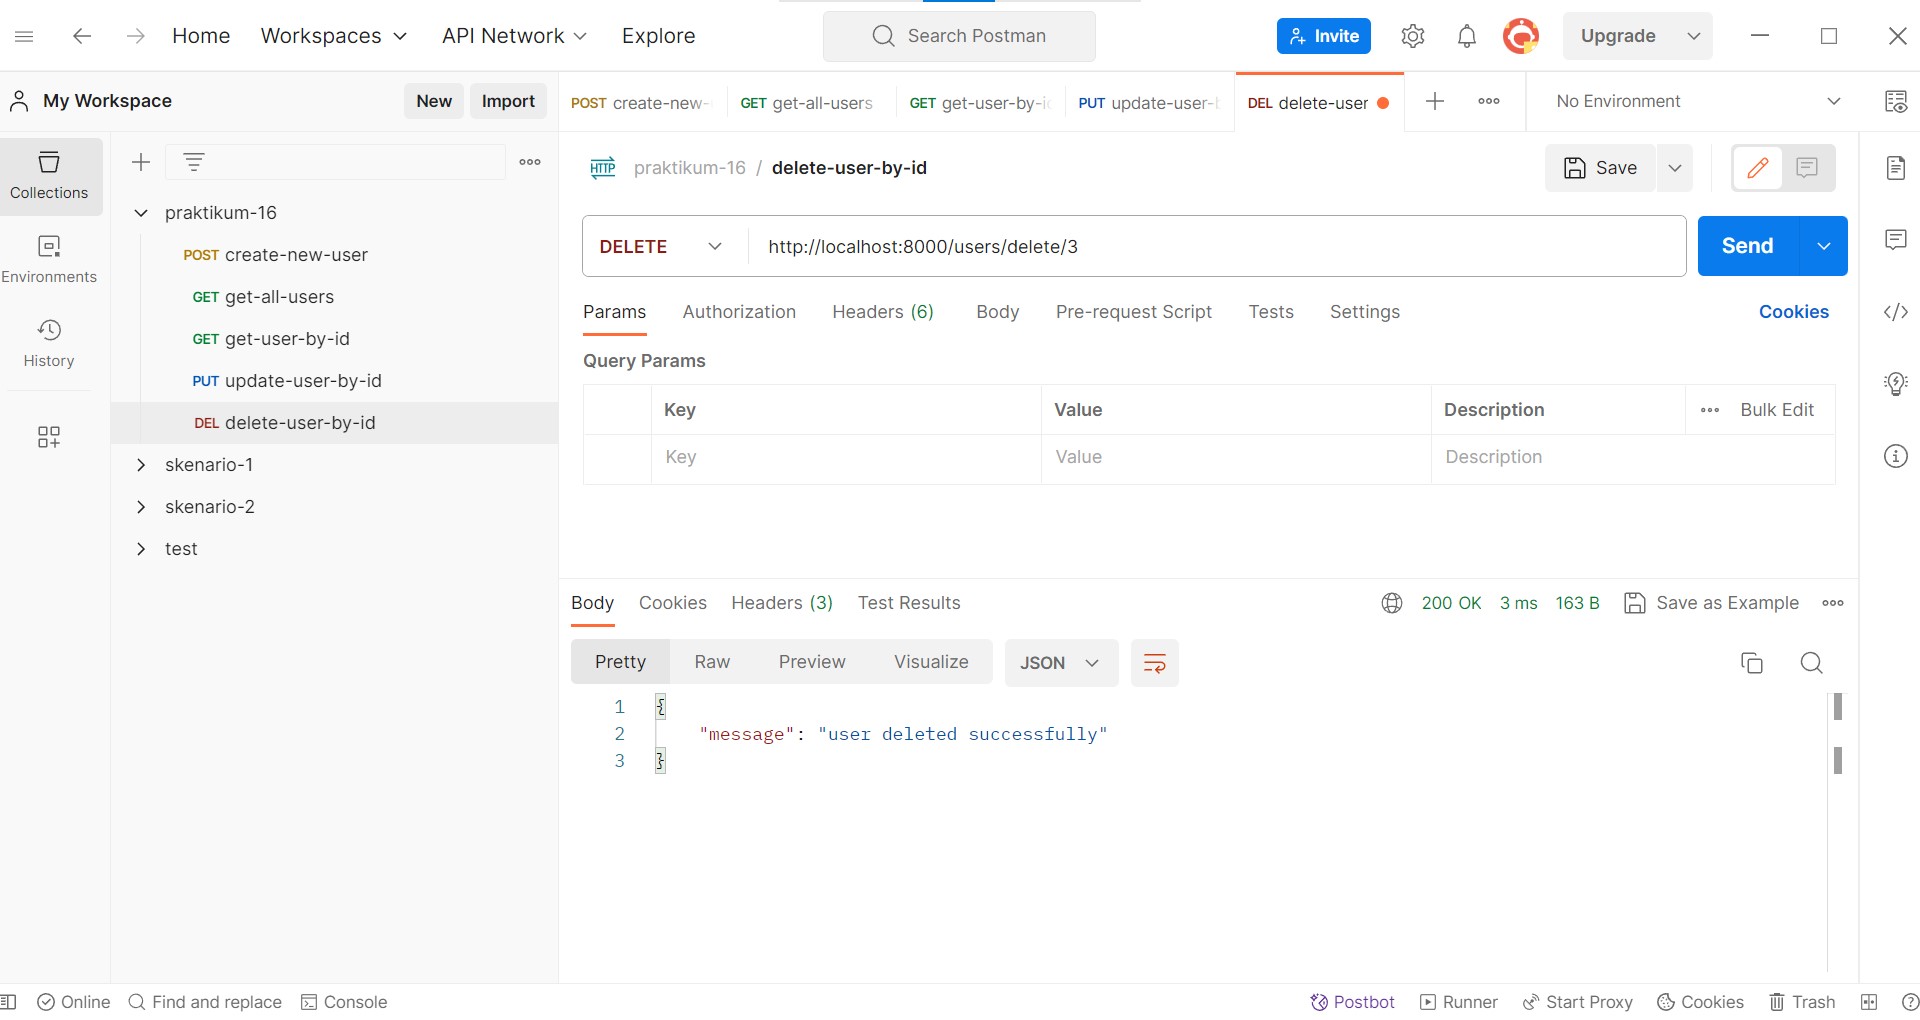 Home Workspaces API Network Explore Search Postman Invite Upgrade
My Workspace New Import POST create-new- GET get-all-users GET get-user-by-i PUT update-user- DEL delete-user No Environment
Collections
Environments
History
praktikum-16
POST create-new-user
GET get-all-users
GET get-user-by-id
PUT update-user-by-id
DEL delete-user-by-id
skenario-1
skenario-2
test
HTTP praktikum-16 / delete-user-by-id Save
DELETE http://localhost:8000/users/delete/3 Send
Params Authorization Headers (6) Body Pre-request Script Tests Settings Cookies
Query Params
Key Value Description Bulk Edit
Key Value Description
Body Cookies Headers (3) Test Results 200 OK 3 ms 163 B Save as Example
Pretty Raw Preview Visualize JSON
1 {
2 "message": "user deleted successfully"
3 }
Online Find and replace Console Postbot Runner Start Proxy Cookies Trash